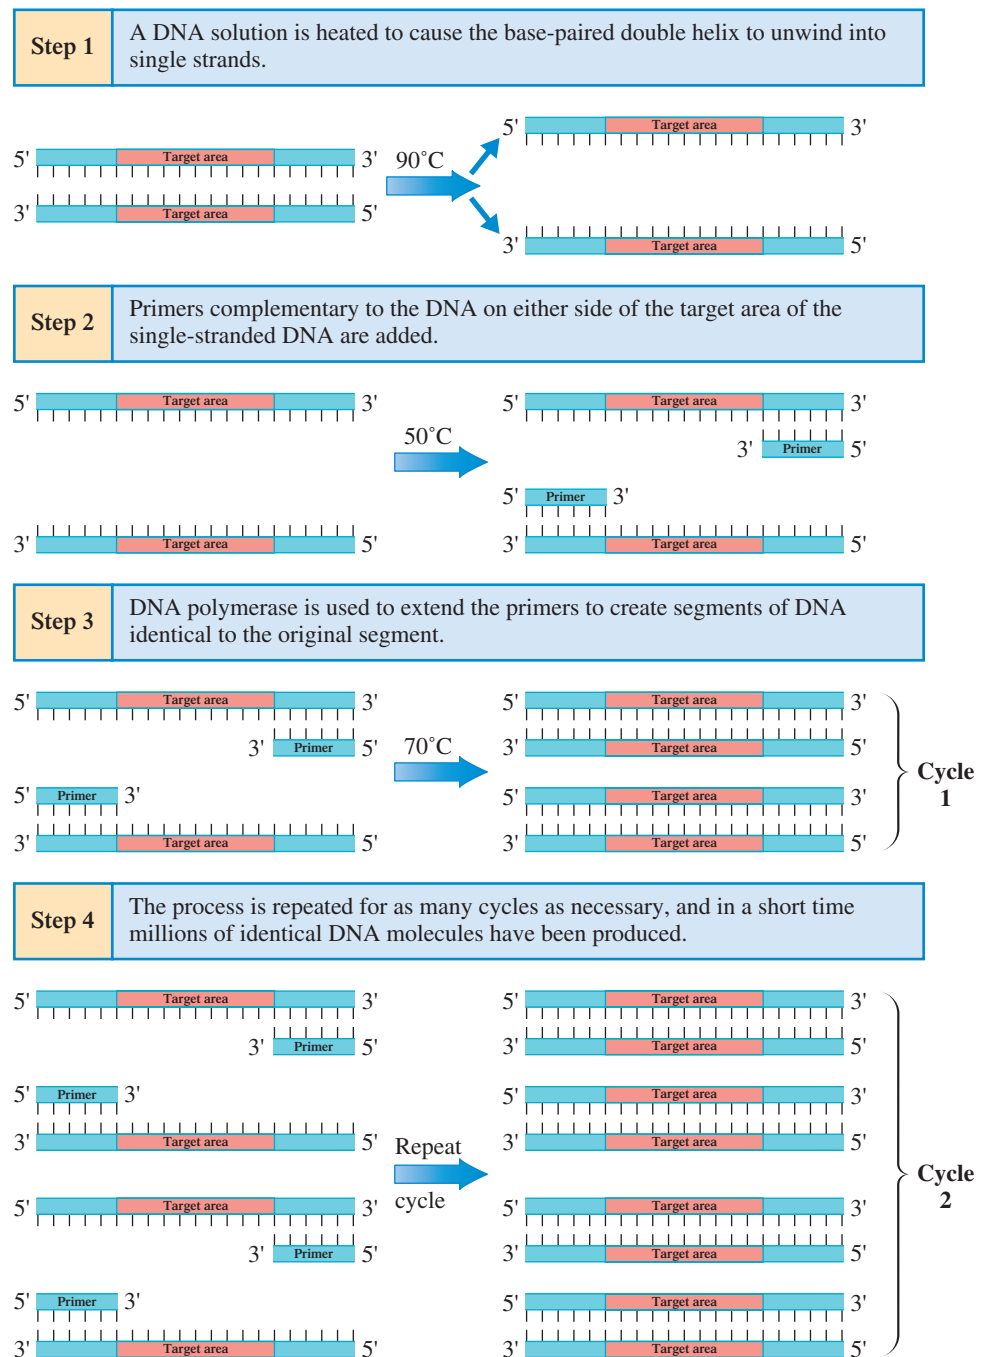 Step 1
A DNA solution is heated to cause the base-paired double helix to unwind into
single strands.
5' Target area 3'
3' Target area 5'
90˚C
5' Target area 3'
3' Target area 5'
Step 2
Primers complementary to the DNA on either side of the target area of the
single-stranded DNA are added.
5' Target area 3'
3' Target area 5'
50˚C
5' Target area 3'
3' Primer 5'
5' Primer 3'
3' Target area 5'
Step 3
DNA polymerase is used to extend the primers to create segments of DNA
identical to the original segment.
5' Target area 3'
3' Primer 5'
5' Primer 3'
3' Target area 5'
70˚C
5' Target area 3'
3' Target area 5'
5' Target area 3'
3' Target area 5'
Cycle
1
Step 4
The process is repeated for as many cycles as necessary, and in a short time
millions of identical DNA molecules have been produced.
5' Target area 3'
3' Primer 5'
5' Primer 3'
3' Target area 5'
5' Target area 3'
3' Primer 5'
5' Primer 3'
3' Target area 5'
Repeat
cycle
5' Target area 3'
3' Target area 5'
5' Target area 3'
3' Target area 5'
5' Target area 3'
3' Target area 5'
5' Target area 3'
3' Target area 5'
Cycle
2